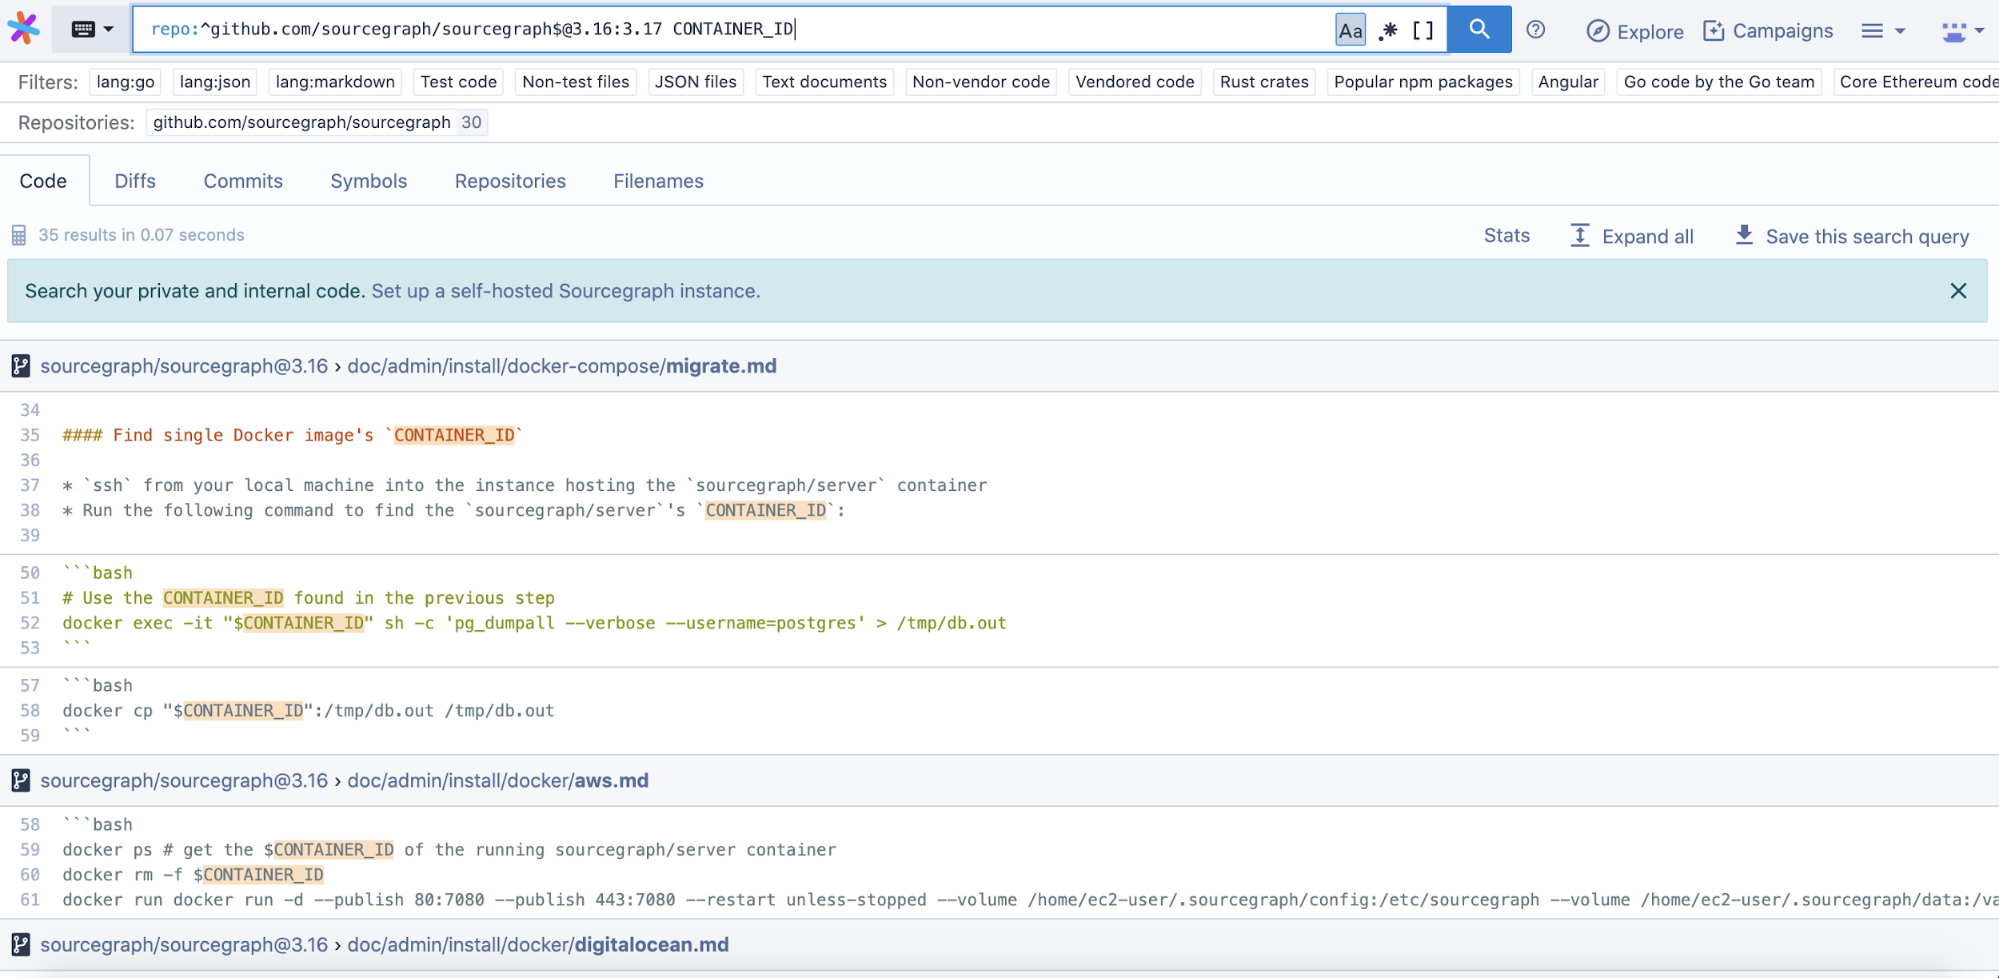 repo:^github.com/sourcegraph/sourcegraph$@3.16:3.17 CONTAINER_ID Aa .* [] Explore Campaigns
Filters: lang:go lang:json lang:markdown Test code Non-test files JSON files Text documents Non-vendor code Vendored code Rust crates Popular npm packages Angular Go code by the Go team Core Ethereum code
Repositories: github.com/sourcegraph/sourcegraph 30
Code Diffs Commits Symbols Repositories Filenames
35 results in 0.07 seconds Stats Expand all Save this search query
Search your private and internal code. Set up a self-hosted Sourcegraph instance.
sourcegraph/sourcegraph@3.16 › doc/admin/install/docker-compose/migrate.md
34
35 #### Find single Docker image's `CONTAINER_ID`
36
37 * `ssh` from your local machine into the instance hosting the `sourcegraph/server` container
38 * Run the following command to find the `sourcegraph/server`'s `CONTAINER_ID`:
39
50 ```bash
51 # Use the CONTAINER_ID found in the previous step
52 docker exec -it "$CONTAINER_ID" sh -c 'pg_dumpall --verbose --username=postgres' > /tmp/db.out
53 ```
57 ```bash
58 docker cp "$CONTAINER_ID":/tmp/db.out /tmp/db.out
59 ```
sourcegraph/sourcegraph@3.16 › doc/admin/install/docker/aws.md
58 ```bash
59 docker ps # get the $CONTAINER_ID of the running sourcegraph/server container
60 docker rm -f $CONTAINER_ID
61 docker run docker run -d --publish 80:7080 --publish 443:7080 --restart unless-stopped --volume /home/ec2-user/.sourcegraph/config:/etc/sourcegraph --volume /home/ec2-user/.sourcegraph/data:/va
sourcegraph/sourcegraph@3.16 › doc/admin/install/docker/digitalocean.md